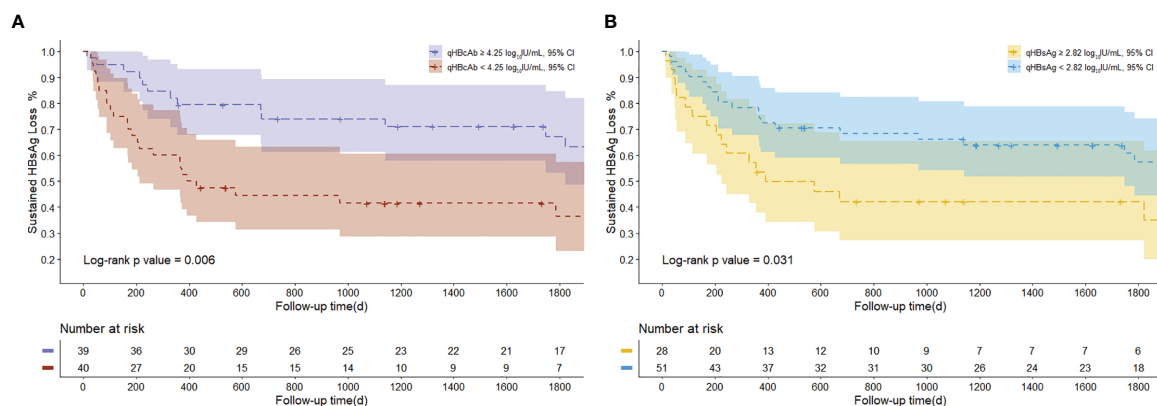 A
Sustained HBsAg Loss %
1.0
0.9
0.8
0.7
0.6
0.5
0.4
0.3
0.2
qHBcAb ≥ 4.25 log₁₀IU/mL, 95% CI
qHBcAb < 4.25 log₁₀IU/mL, 95% CI
Log-rank p value = 0.006
0 200 400 600 800 1000 1200 1400 1600 1800
Follow-up time(d)
Number at risk
39 36 30 29 26 25 23 22 21 17
40 27 20 15 15 14 10 9 9 7
0 200 400 600 800 1000 1200 1400 1600 1800
Follow-up time(d)
B
Sustained HBsAg Loss %
1.0
0.9
0.8
0.7
0.6
0.5
0.4
0.3
0.2
qHBsAg ≥ 2.82 log₁₀IU/mL, 95% CI
qHBsAg < 2.82 log₁₀IU/mL, 95% CI
Log-rank p value = 0.031
0 200 400 600 800 1000 1200 1400 1600 1800
Follow-up time(d)
Number at risk
28 20 13 12 10 9 7 7 7 6
51 43 37 32 31 30 26 24 23 18
0 200 400 600 800 1000 1200 1400 1600 1800
Follow-up time(d)